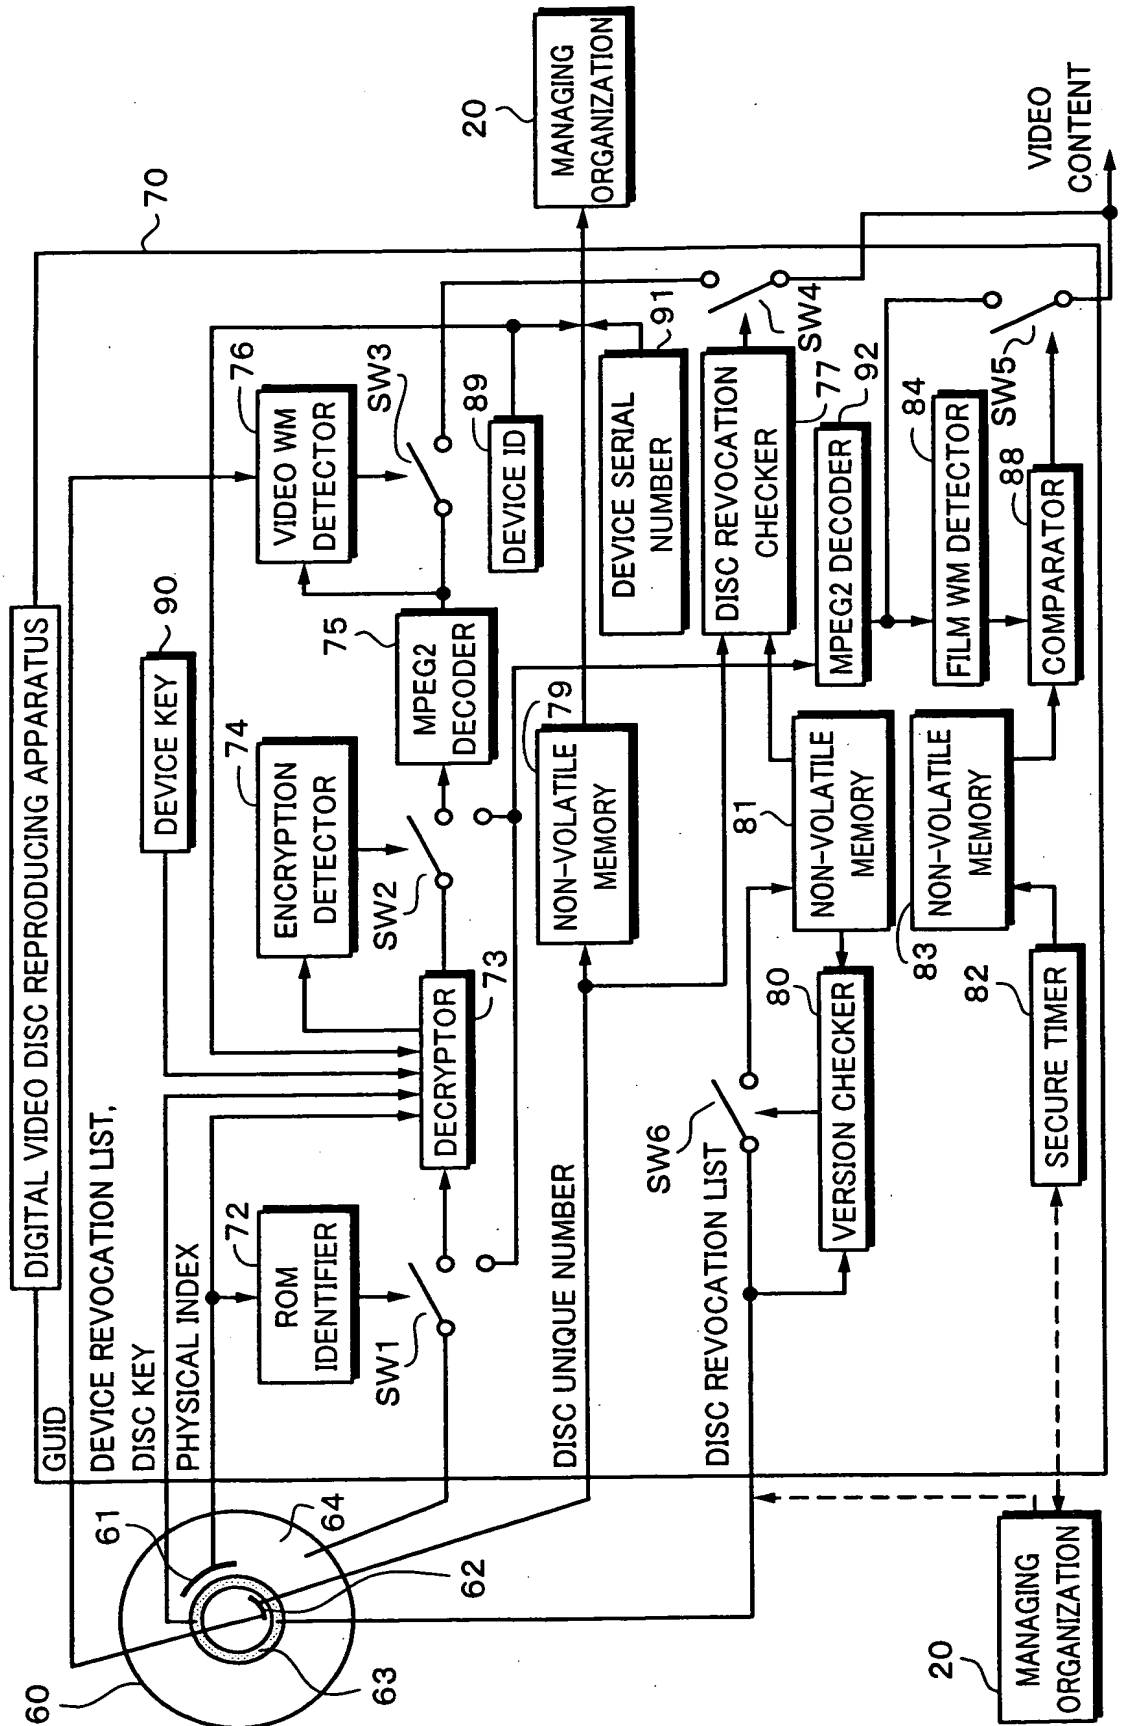 DIGITAL VIDEO DISC REPRODUCING APPARATUS
70
GUID
DEVICE REVOCATION LIST,
DISC KEY
PHYSICAL INDEX
60
61
62
63
64
ROM
IDENTIFIER
72
SW1
DEVICE KEY
90
DECRYPTOR
73
ENCRYPTION
DETECTOR
74
SW2
MPEG2
DECODER
75
VIDEO WM
DETECTOR
76
SW3
DEVICE ID
89
DISC UNIQUE NUMBER
NON-VOLATILE
MEMORY
79
MANAGING
ORGANIZATION
20
DEVICE SERIAL
NUMBER
91
DISC REVOCATION LIST
SW6
VERSION CHECKER
80
NON-VOLATILE
MEMORY
81
DISC REVOCATION
CHECKER
77
SW4
MPEG2 DECODER
92
FILM WM DETECTOR
84
COMPARATOR
88
SW5
VIDEO
CONTENT
NON-VOLATILE
MEMORY
83
SECURE TIMER
82
MANAGING
ORGANIZATION
20